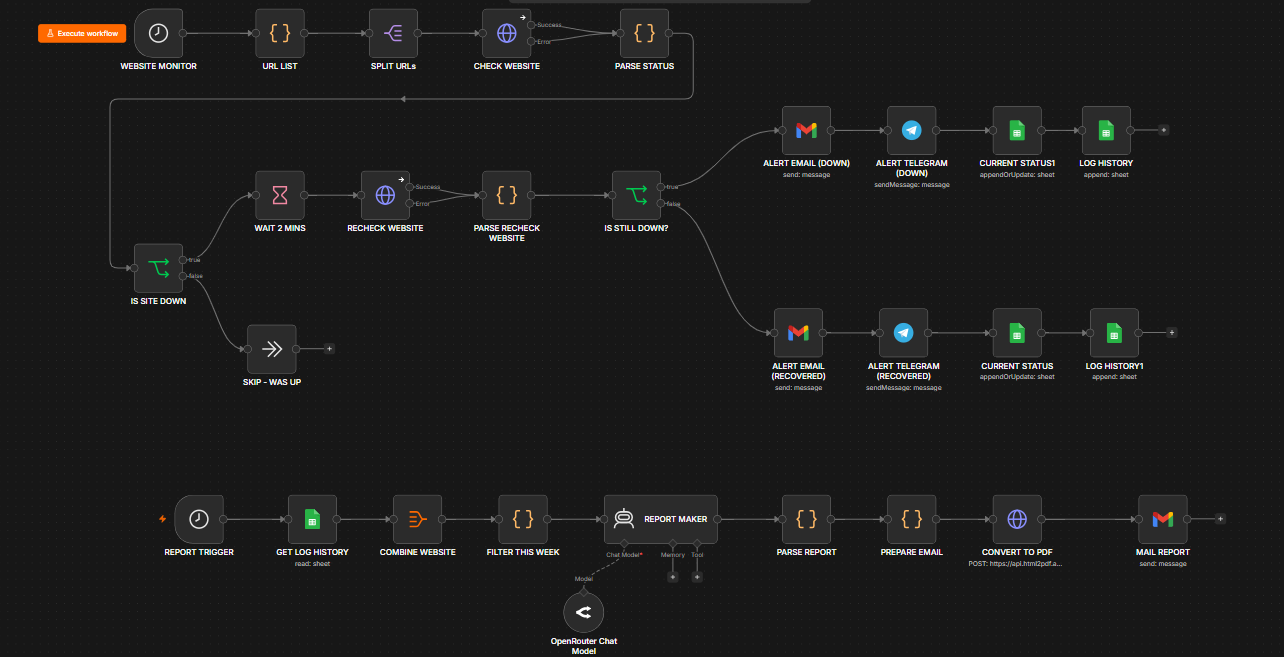 Execute workflow
WEBSITE MONITOR
URL LIST
SPLIT URLs
Success
Error
CHECK WEBSITE
PARSE STATUS
ALERT EMAIL (DOWN)
send: message
ALERT TELEGRAM
(DOWN)
sendMessage: message
CURRENT STATUS1
appendOrUpdate: sheet
LOG HISTORY
append: sheet
WAIT 2 MINS
Success
Error
RECHECK WEBSITE
PARSE RECHECK
WEBSITE
true
false
IS STILL DOWN?
true
false
IS SITE DOWN
SKIP - WAS UP
ALERT EMAIL
(RECOVERED)
send: message
ALERT TELEGRAM
(RECOVERED)
sendMessage: message
CURRENT STATUS
appendOrUpdate: sheet
LOG HISTORY1
append: sheet
REPORT TRIGGER
GET LOG HISTORY
read: sheet
COMBINE WEBSITE
FILTER THIS WEEK
REPORT MAKER
Chat Model*
Memory
Tool
Model
OpenRouter Chat
Model
PARSE REPORT
PREPARE EMAIL
CONVERT TO PDF
POST: https://api.html2pdf.a...
MAIL REPORT
send: message